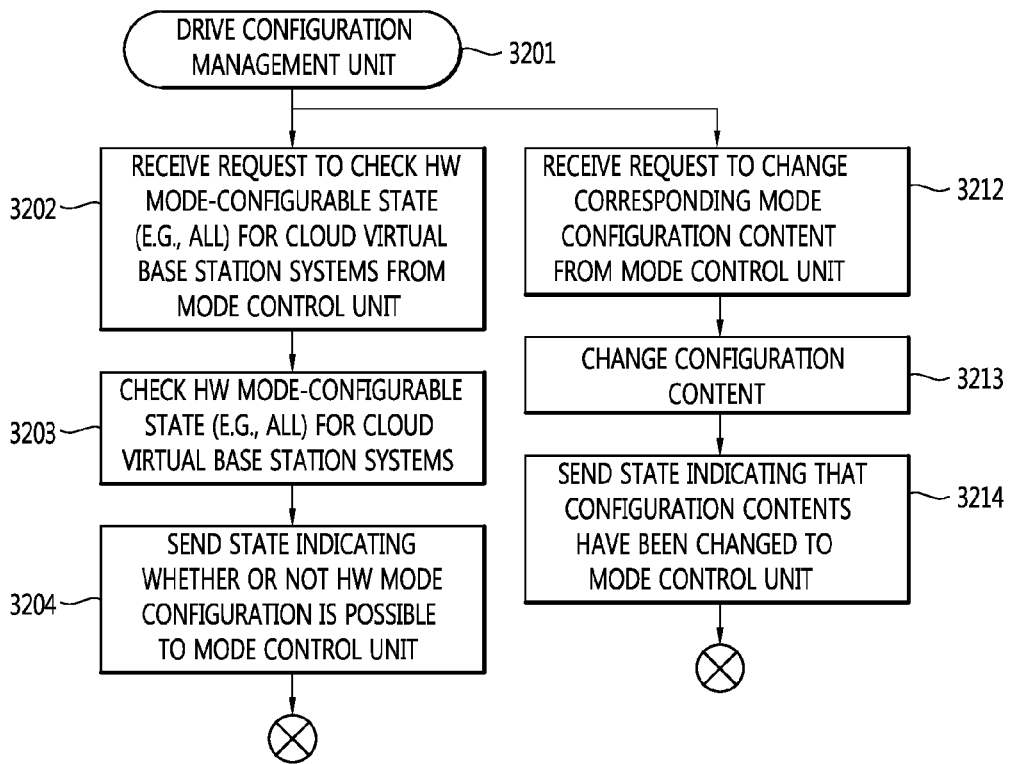 DRIVE CONFIGURATION
MANAGEMENT UNIT
3201
RECEIVE REQUEST TO CHECK HW
MODE-CONFIGURABLE STATE
(E.G., ALL) FOR CLOUD VIRTUAL
BASE STATION SYSTEMS FROM
MODE CONTROL UNIT
3202
CHECK HW MODE-CONFIGURABLE
STATE (E.G., ALL) FOR CLOUD
VIRTUAL BASE STATION SYSTEMS
3203
SEND STATE INDICATING
WHETHER OR NOT HW MODE
CONFIGURATION IS POSSIBLE
TO MODE CONTROL UNIT
3204
RECEIVE REQUEST TO CHANGE
CORRESPONDING MODE
CONFIGURATION CONTENT
FROM MODE CONTROL UNIT
3212
CHANGE CONFIGURATION
CONTENT
3213
SEND STATE INDICATING THAT
CONFIGURATION CONTENTS
HAVE BEEN CHANGED TO
MODE CONTROL UNIT
3214